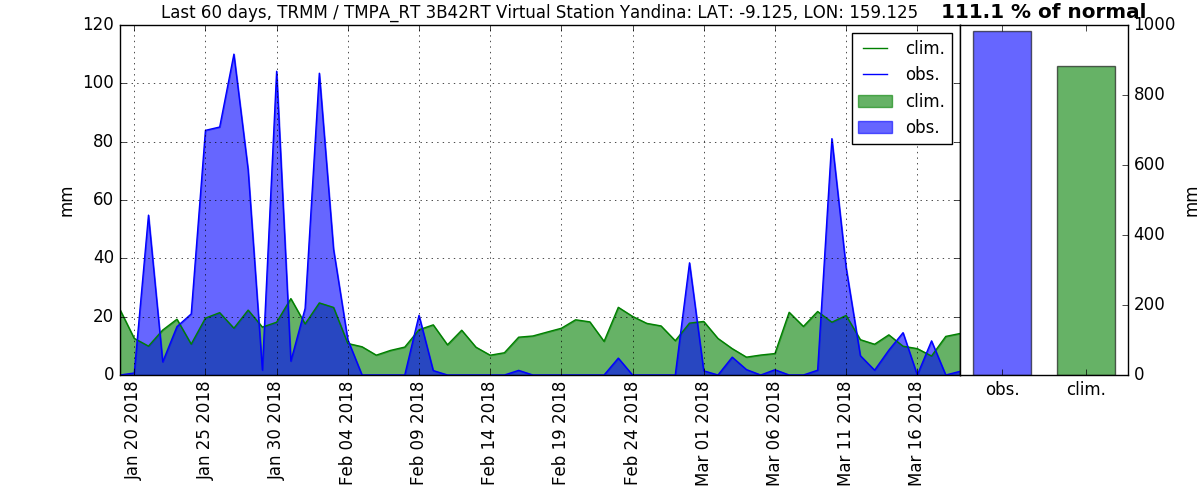 Last 60 days, TRMM / TMPA_RT 3B42RT Virtual Station Yandina: LAT: -9.125, LON: 159.125
111.1 % of normal
120
100
80
60
40
20
0
mm
clim.
obs.
clim.
obs.
1000
800
600
400
200
0
mm
obs.
clim.
Jan 20 2018
Jan 25 2018
Jan 30 2018
Feb 04 2018
Feb 09 2018
Feb 14 2018
Feb 19 2018
Feb 24 2018
Mar 01 2018
Mar 06 2018
Mar 11 2018
Mar 16 2018